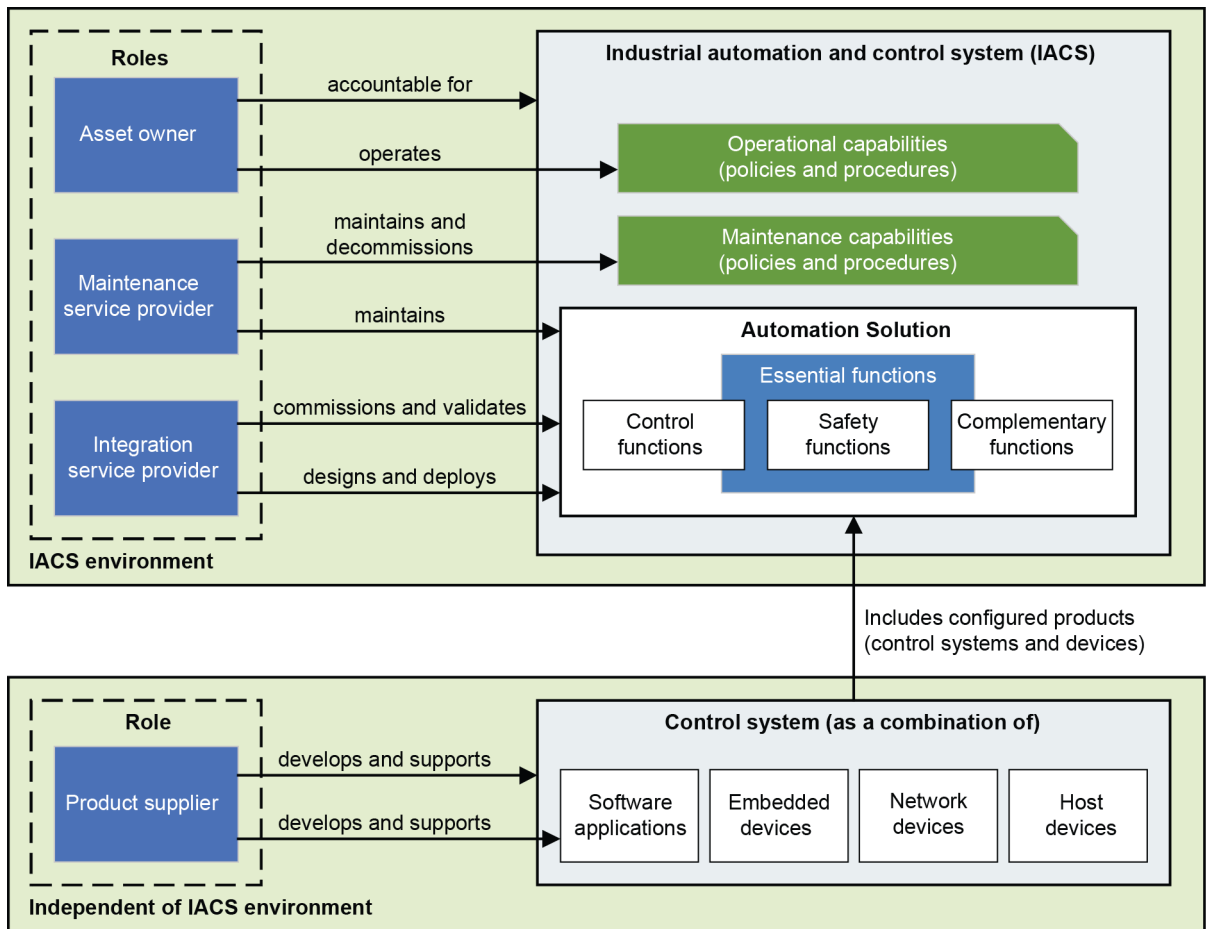 Roles
Asset owner
Maintenance
service provider
Integration
service provider
IACS environment
accountable for
operates
maintains and
decommissions
maintains
commissions and validates
designs and deploys
Industrial automation and control system (IACS)
Operational capabilities
(policies and procedures)
Maintenance capabilities
(policies and procedures)
Automation Solution
Essential functions
Control
functions
Safety
functions
Complementary
functions
Includes configured products
(control systems and devices)
Role
Product supplier
Independent of IACS environment
develops and supports
develops and supports
Control system (as a combination of)
Software
applications
Embedded
devices
Network
devices
Host
devices